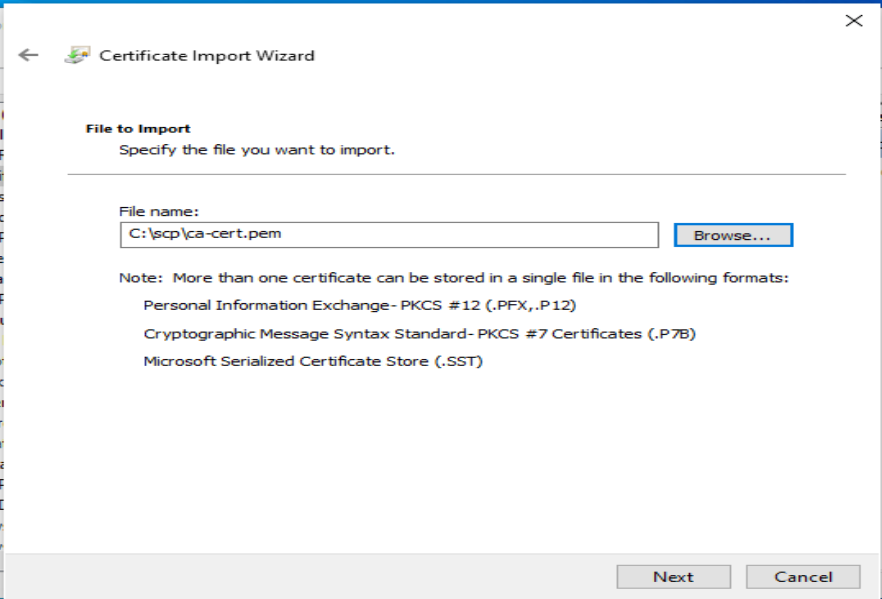 Certificate Import Wizard
File to Import
Specify the file you want to import.
File name:
C:\scp\ca-cert.pem
Browse...
Note:  More than one certificate can be stored in a single file in the following formats:
Personal Information Exchange- PKCS #12 (.PFX,.P12)
Cryptographic Message Syntax Standard- PKCS #7 Certificates (.P7B)
Microsoft Serialized Certificate Store (.SST)
Next
Cancel